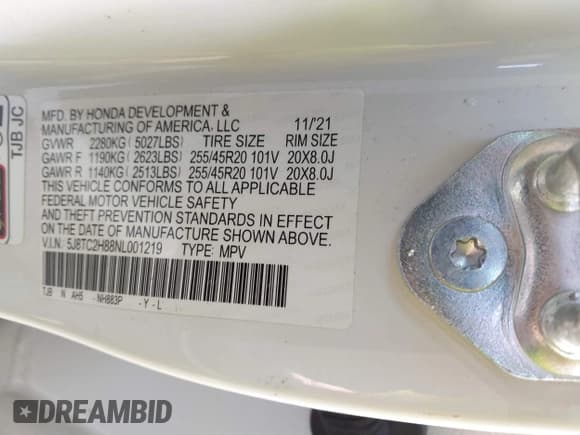 TJB JC
MFD. BY HONDA DEVELOPMENT &
MANUFACTURING OF AMERICA, LLC 11/'21
GVWR 2280KG ( 5027LBS) TIRE SIZE RIM SIZE
GAWR F 1190KG ( 2623LBS) 255/45R20 101V 20X8.0J
GAWR R 1140KG ( 2513LBS) 255/45R20 101V 20X8.0J
THIS VEHICLE CONFORMS TO ALL APPLICABLE
FEDERAL MOTOR VEHICLE SAFETY
AND THEFT PREVENTION STANDARDS IN EFFECT
ON THE DATE OF MANUFACTURE SHOWN ABOVE.
V.I.N.: 5J8TC2H88NL001219 TYPE: MPV
TJB N AH5 -NH883P -Y-L
DREAMBID